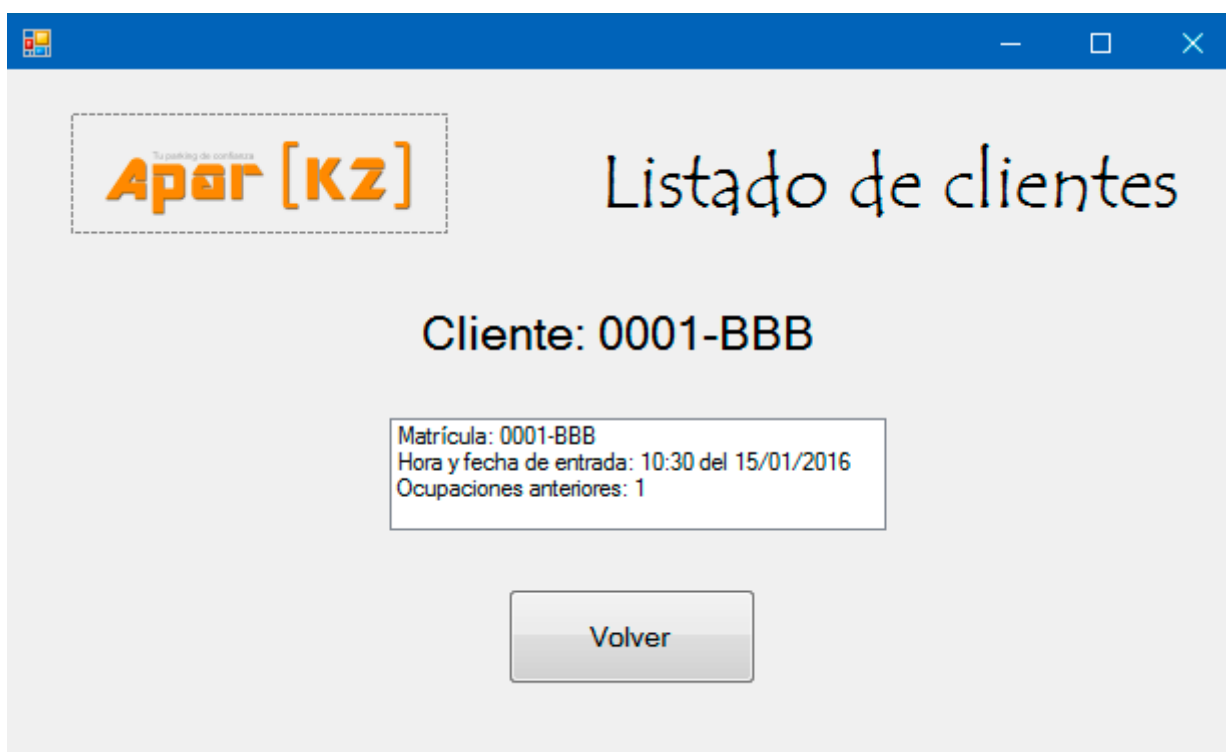 Tu parking de confianza
Apar [KZ]
Listado de clientes
Cliente: 0001-BBB
Matrícula: 0001-BBB
Hora y fecha de entrada: 10:30 del 15/01/2016
Ocupaciones anteriores: 1
Volver